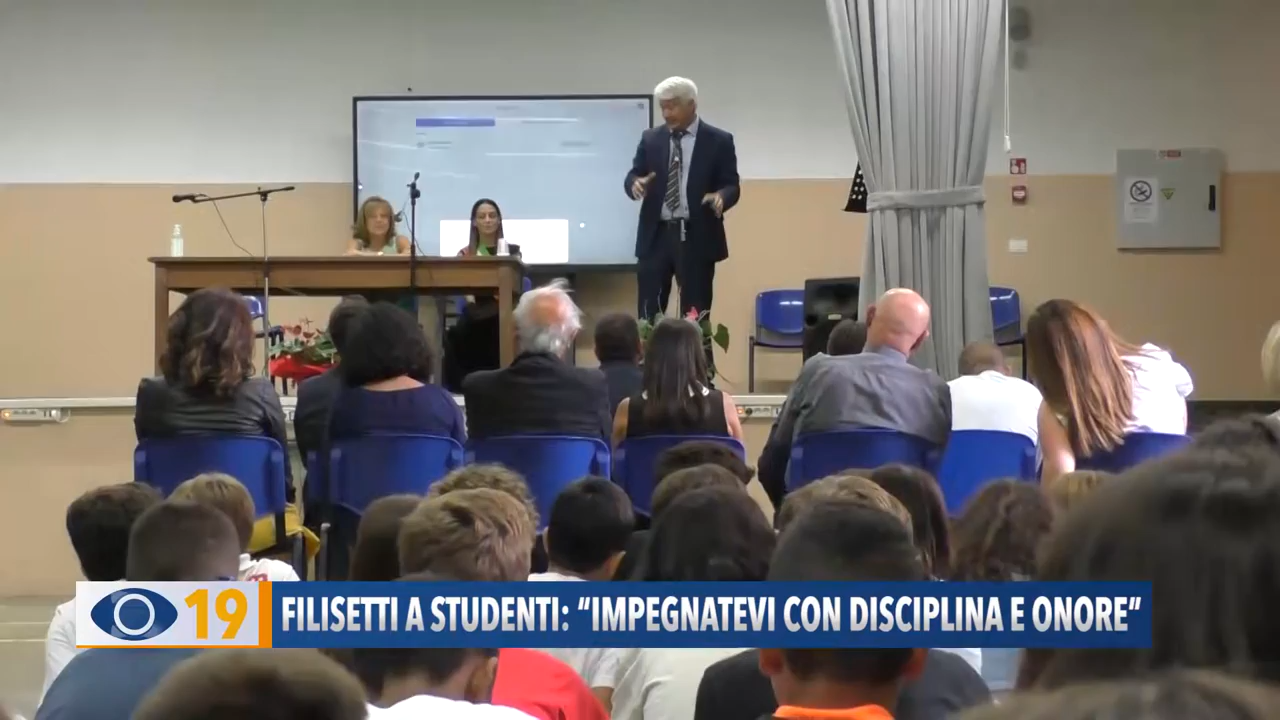 19
FILISETTI A STUDENTI: “IMPEGNATEVI CON DISCIPLINA E ONORE”